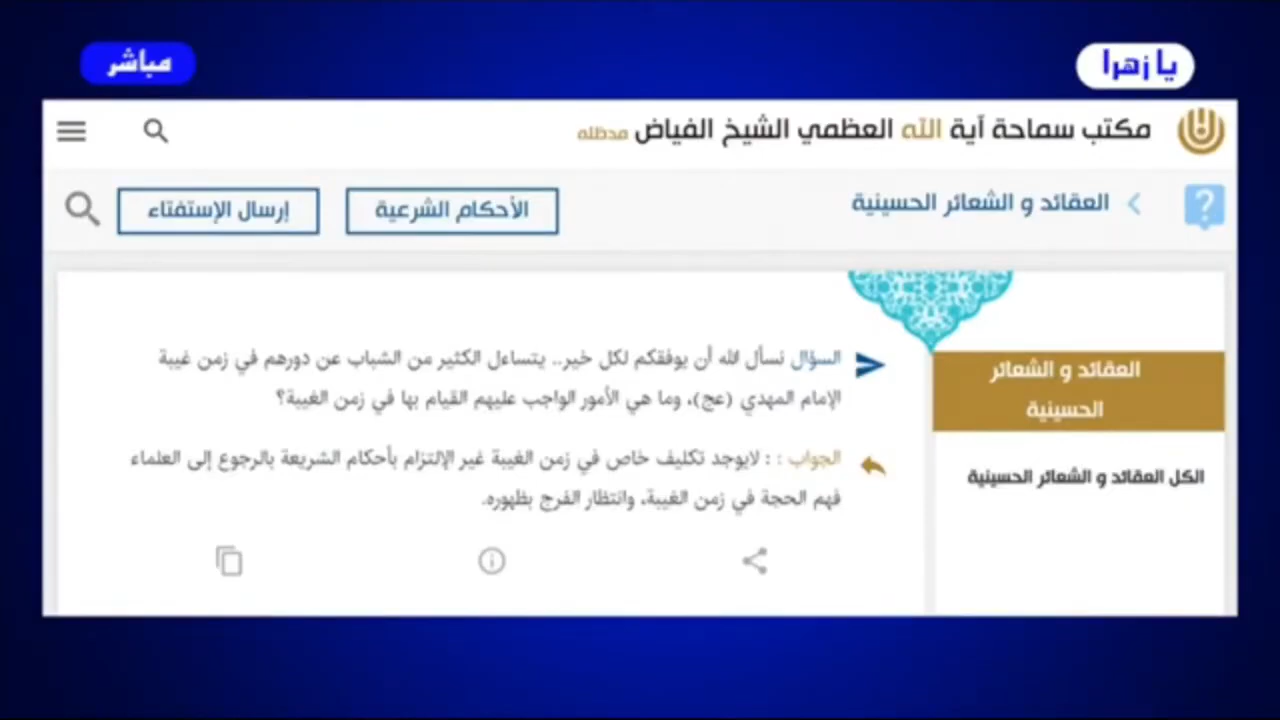 يا زهرا
مباشر
مكتب سماحة آية الله العظمي الشيخ الفياض مدظله
العقائد و الشعائر الحسينية
الأحكام الشرعية
إرسال الإستفتاء
العقائد و الشعائر
الحسينية
الكل العقائد و الشعائر الحسينية
السؤال نسأل الله أن يوفقكم لكل خير.. يتساءل الكثير من الشباب عن دورهم في زمن غيبة
الإمام المهدي (عج)، وما هي الأمور الواجب عليهم القيام بها في زمن الغيبة؟
الجواب : : لايوجد تكليف خاص في زمن الغيبة غير الإلتزام بأحكام الشريعة بالرجوع إلى العلماء
فهم الحجة في زمن الغيبة، وانتظار الفرج بظهوره.